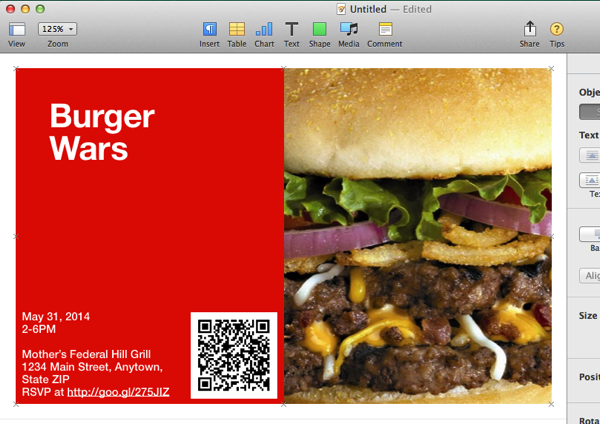 Untitled — Edited
125%
View
Zoom
Insert
Table
Chart
Text
Shape
Media
Comment
Share
Tips
Burger
Wars
May 31, 2014
2-6PM
Mother's Federal Hill Grill
1234 Main Street, Anytown,
State ZIP
RSVP at http://goo.gl/275JIZ
Obje
Text
Te
Ba
Alig
Size
Posit
Rota